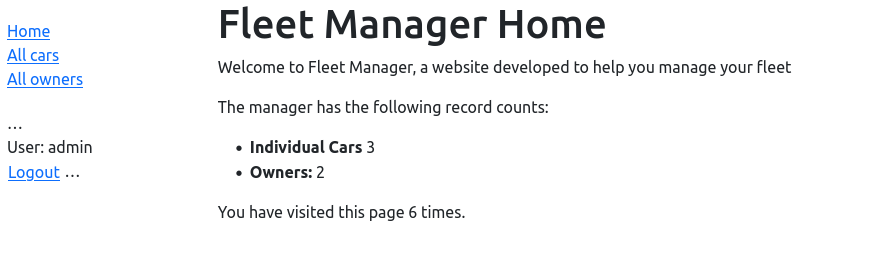 Home
All cars
All owners
...
User: admin
Logout ...
Fleet Manager Home
Welcome to Fleet Manager, a website developed to help you manage your fleet
The manager has the following record counts:
• Individual Cars 3
• Owners: 2
You have visited this page 6 times.